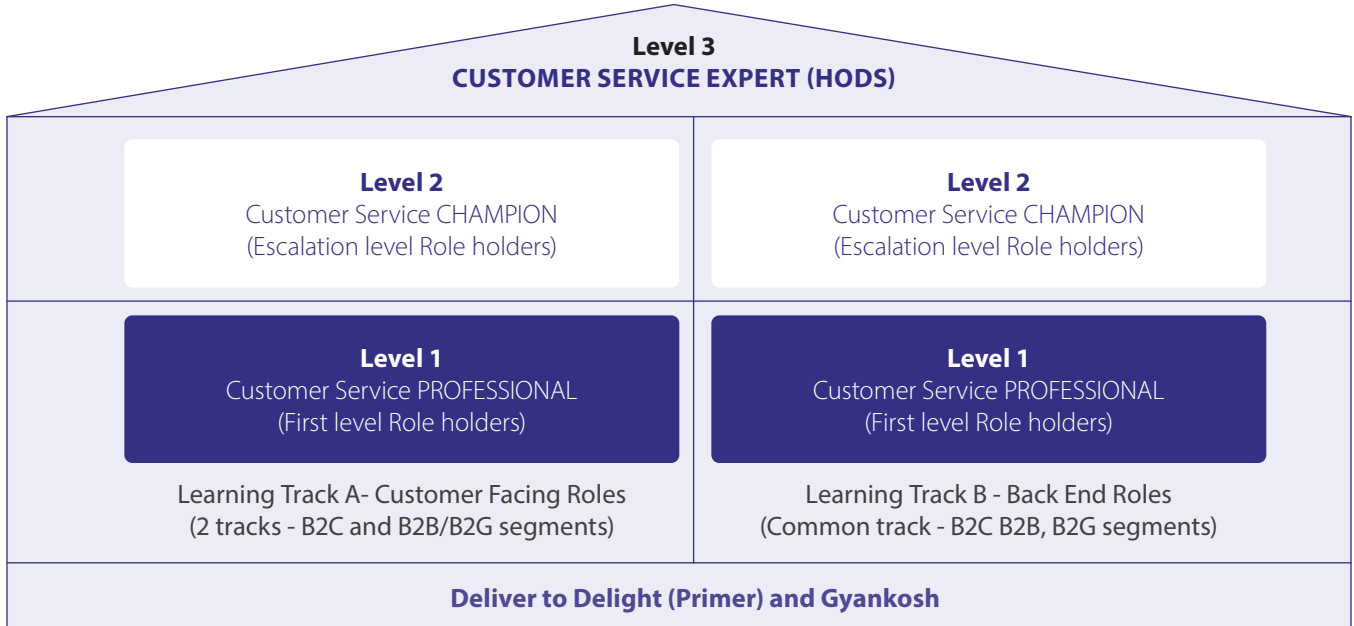 Level 3
CUSTOMER SERVICE EXPERT (HODS)
Level 2
Customer Service CHAMPION
(Escalation level Role holders)
Level 2
Customer Service CHAMPION
(Escalation level Role holders)
Level 1
Customer Service PROFESSIONAL
(First level Role holders)
Level 1
Customer Service PROFESSIONAL
(First level Role holders)
Learning Track A- Customer Facing Roles
(2 tracks - B2C and B2B/B2G segments)
Learning Track B - Back End Roles
(Common track - B2C B2B, B2G segments)
Deliver to Delight (Primer) and Gyankosh